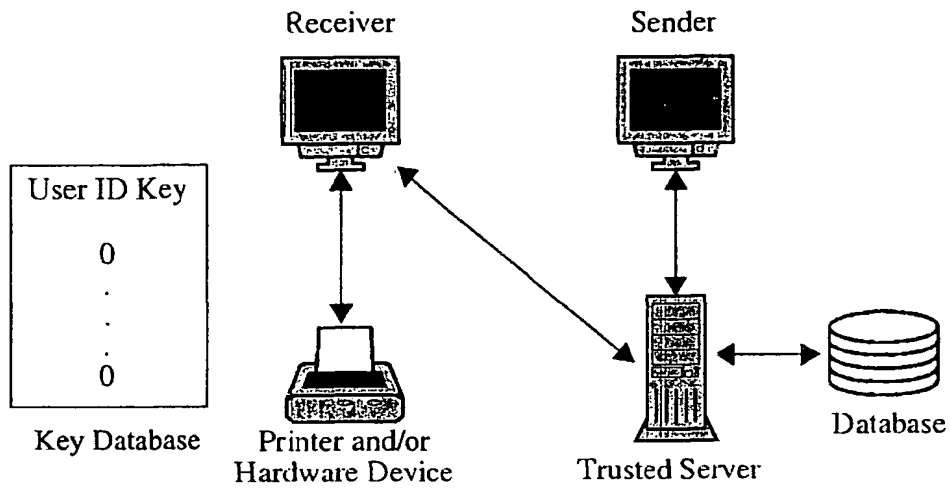 Receiver
Sender
User ID Key
0
.
.
.
0
Key Database
Printer and/or
Hardware Device
Trusted Server
Database